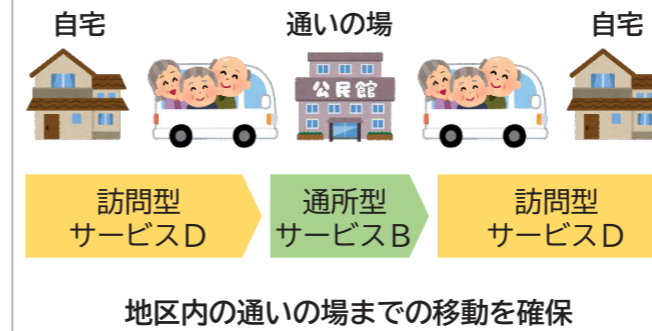 自宅
通いの場
自宅
公民館
訪問型
サービスD
通所型
サービスB
訪問型
サービスD
地区内の通いの場までの移動を確保